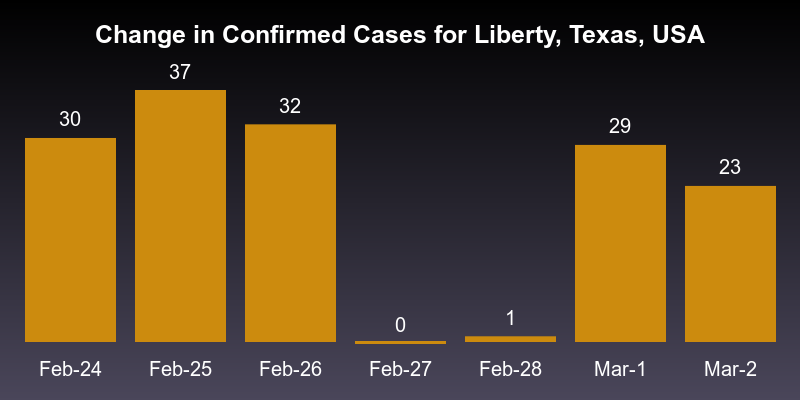 Change in Confirmed Cases for Liberty, Texas, USA
30 37 32 0 1 29 23
Feb-24 Feb-25 Feb-26 Feb-27 Feb-28 Mar-1 Mar-2